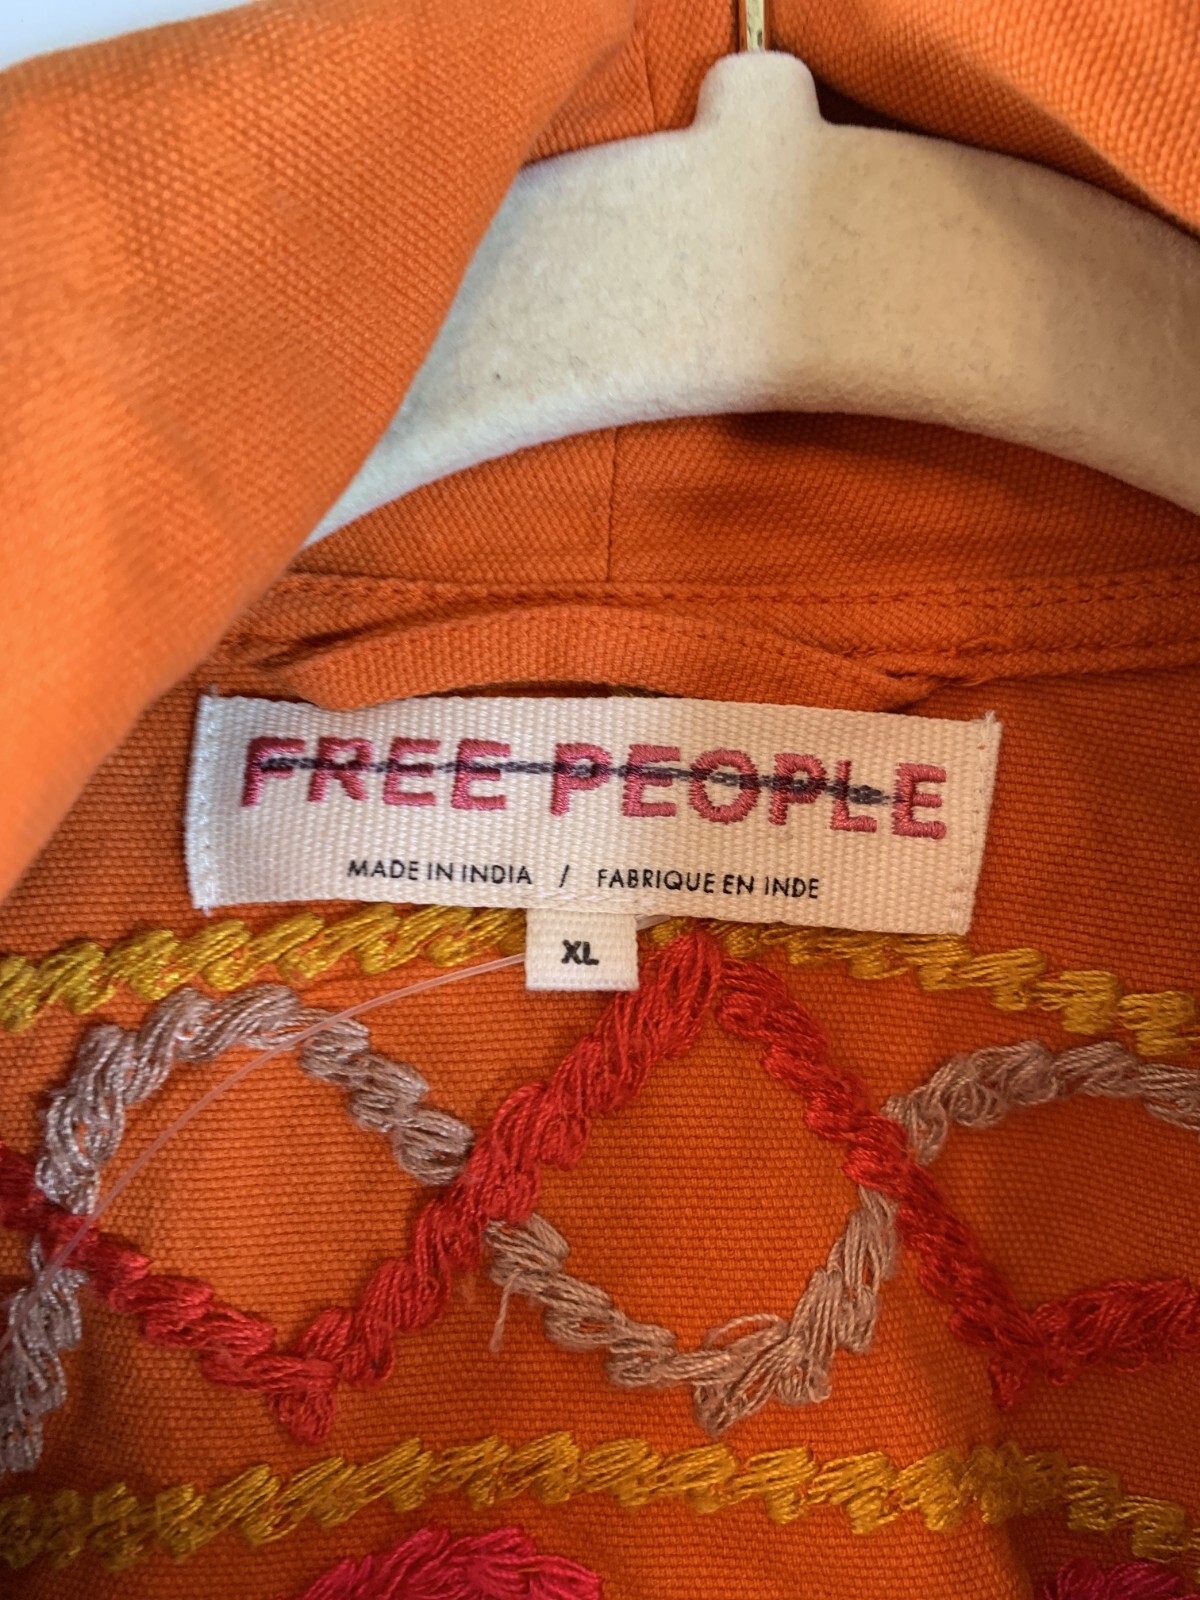 FREE PEOPLE
MADE IN INDIA / FABRIQUE EN INDE
XL